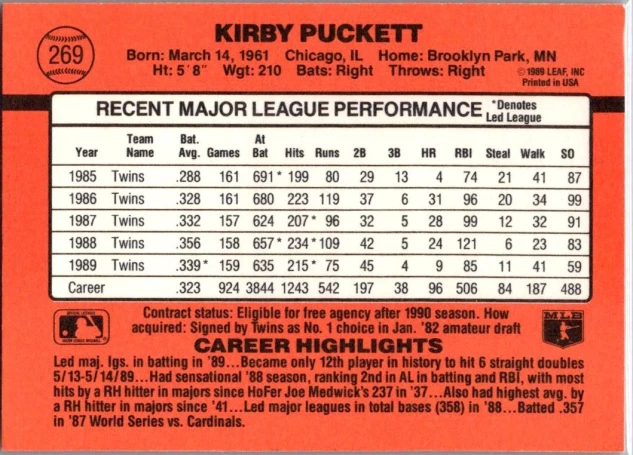 269
KIRBY PUCKETT
Born: March 14, 1961 Chicago, IL Home: Brooklyn Park, MN
Ht: 5'8" Wgt: 210 Bats: Right Throws: Right
©1989 LEAF, INC
Printed in USA
RECENT MAJOR LEAGUE PERFORMANCE *Denotes
Led League
Year Team Name Bat. Avg. Games At Bat Hits Runs 2B 3B HR RBI Steal Walk SO
1985 Twins .288 161 691* 199 80 29 13 4 74 21 41 87
1986 Twins .328 161 680 223 119 37 6 31 96 20 34 99
1987 Twins .332 157 624 207* 96 32 5 28 99 12 32 91
1988 Twins .356 158 657* 234* 109 42 5 24 121 6 23 83
1989 Twins .339* 159 635 215* 75 45 4 9 85 11 41 59
Career .323 924 3844 1243 542 197 38 96 506 84 187 488
Contract status: Eligible for free agency after 1990 season. How
acquired: Signed by Twins as No. 1 choice in Jan. '82 amateur draft
MLB
CAREER HIGHLIGHTS
Led maj. lgs. in batting in '89...Became only 12th player in history to hit 6 straight doubles
5/13-5/14/89...Had sensational '88 season, ranking 2nd in AL in batting and RBI, with most
hits by a RH hitter in majors since HoFer Joe Medwick's 237 in '37...Also had highest avg. by
a RH hitter in majors since '41...Led major leagues in total bases (358) in '88...Batted .357
in '87 World Series vs. Cardinals.